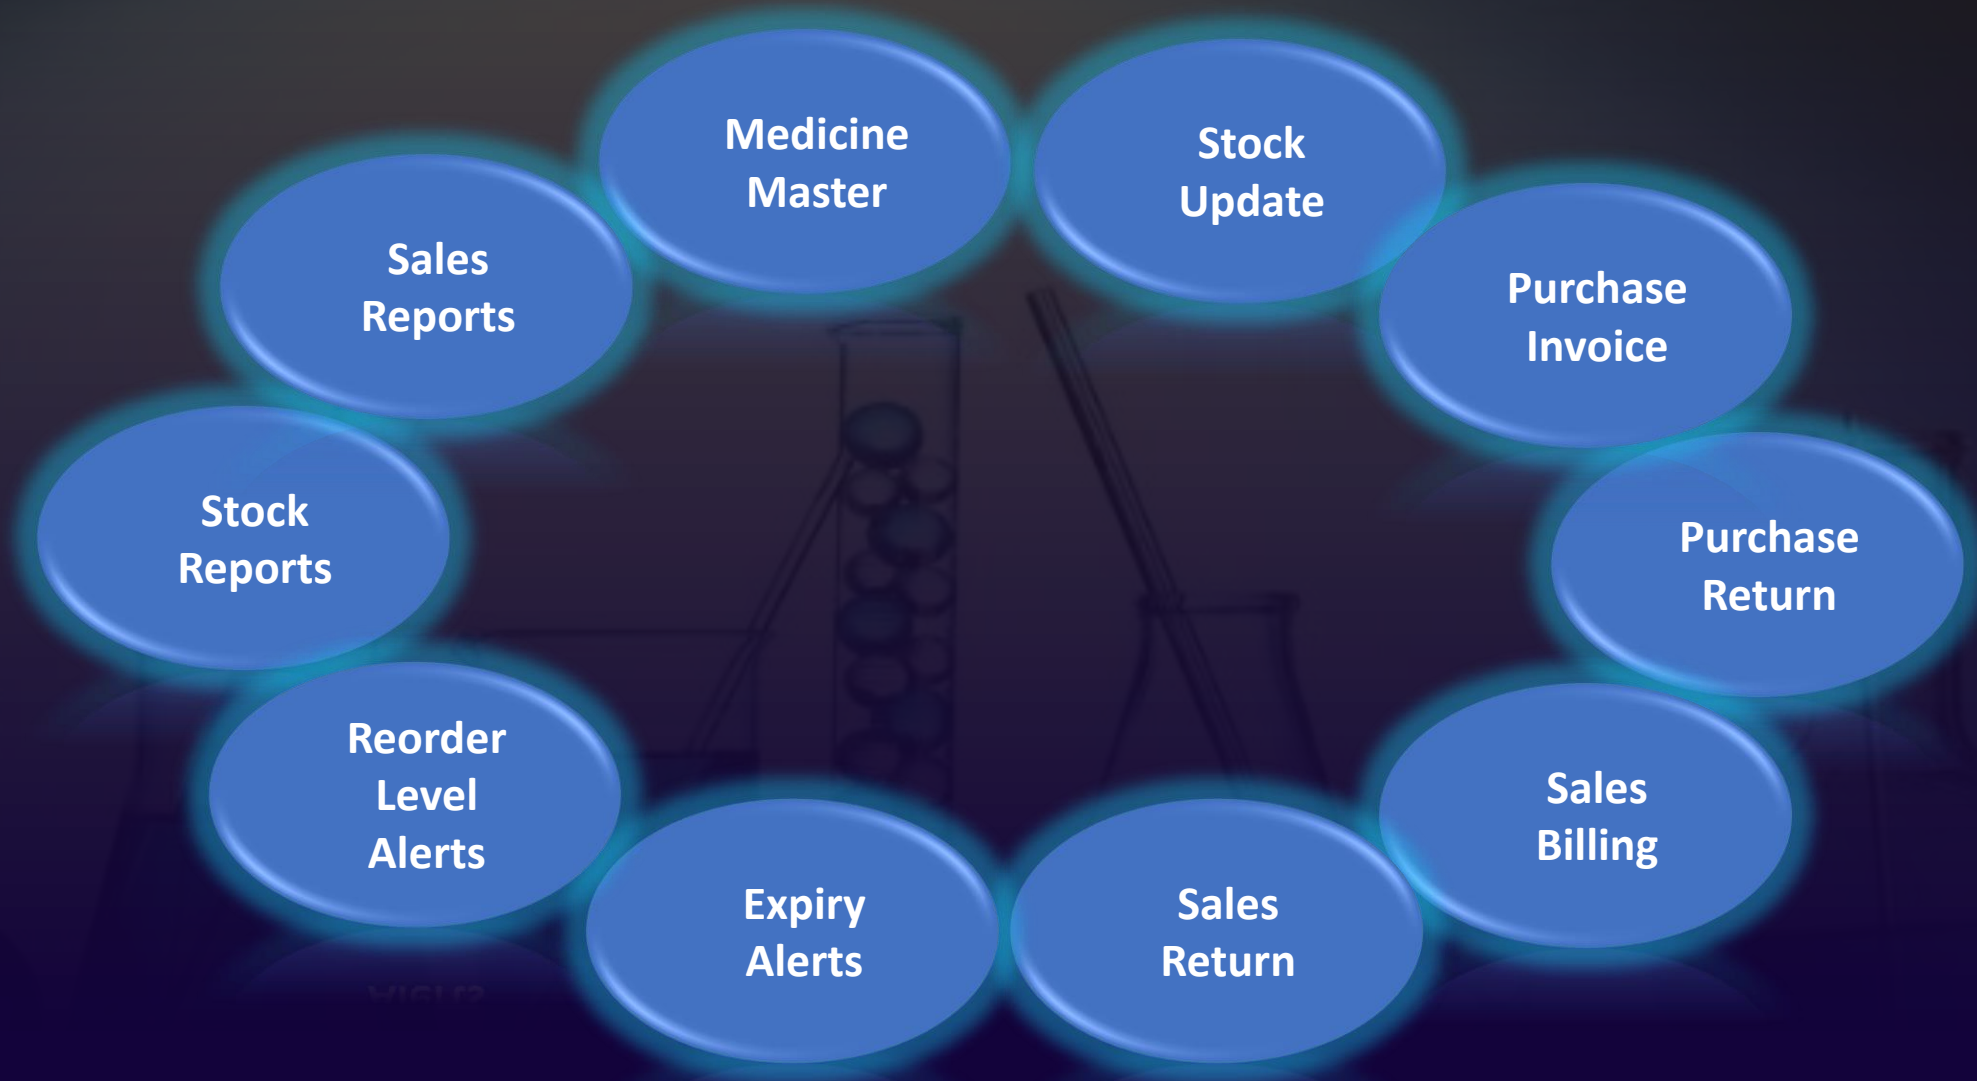 Medicine
Master
Stock
Update
Purchase
Invoice
Purchase
Return
Sales
Billing
Sales
Return
Expiry
Alerts
Reorder
Level
Alerts
Stock
Reports
Sales
Reports